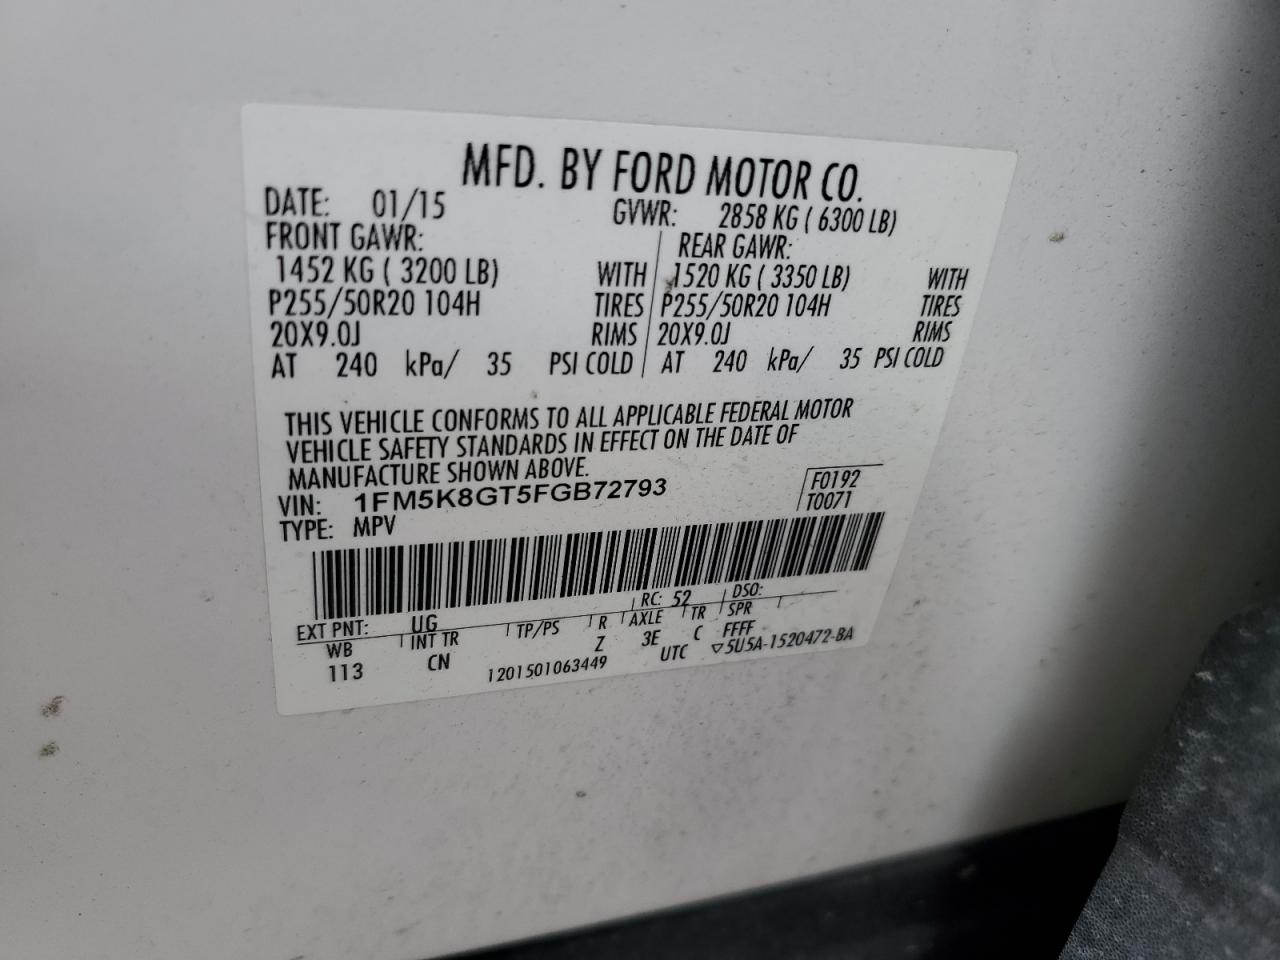 MFD. BY FORD MOTOR CO.
DATE: 01/15 GVWR: 2858 KG ( 6300 LB)
FRONT GAWR: REAR GAWR:
1452 KG ( 3200 LB) WITH 1520 KG ( 3350 LB) WITH
P255/50R20 104H TIRES P255/50R20 104H TIRES
20X9.0J RIMS 20X9.0J RIMS
AT 240 kPa/ 35 PSI COLD AT 240 kPa/ 35 PSI COLD
THIS VEHICLE CONFORMS TO ALL APPLICABLE FEDERAL MOTOR
VEHICLE SAFETY STANDARDS IN EFFECT ON THE DATE OF
MANUFACTURE SHOWN ABOVE.
VIN: 1FM5K8GT5FGB72793 F0192
TYPE: MPV T0071
EXT PNT: UG RC: 52 DSO:
WB INT TR TP/PS R AXLE TR SPR
113 CN Z 3E C FFFF
1201501063449 UTC ▽5U5A-1520472-BA